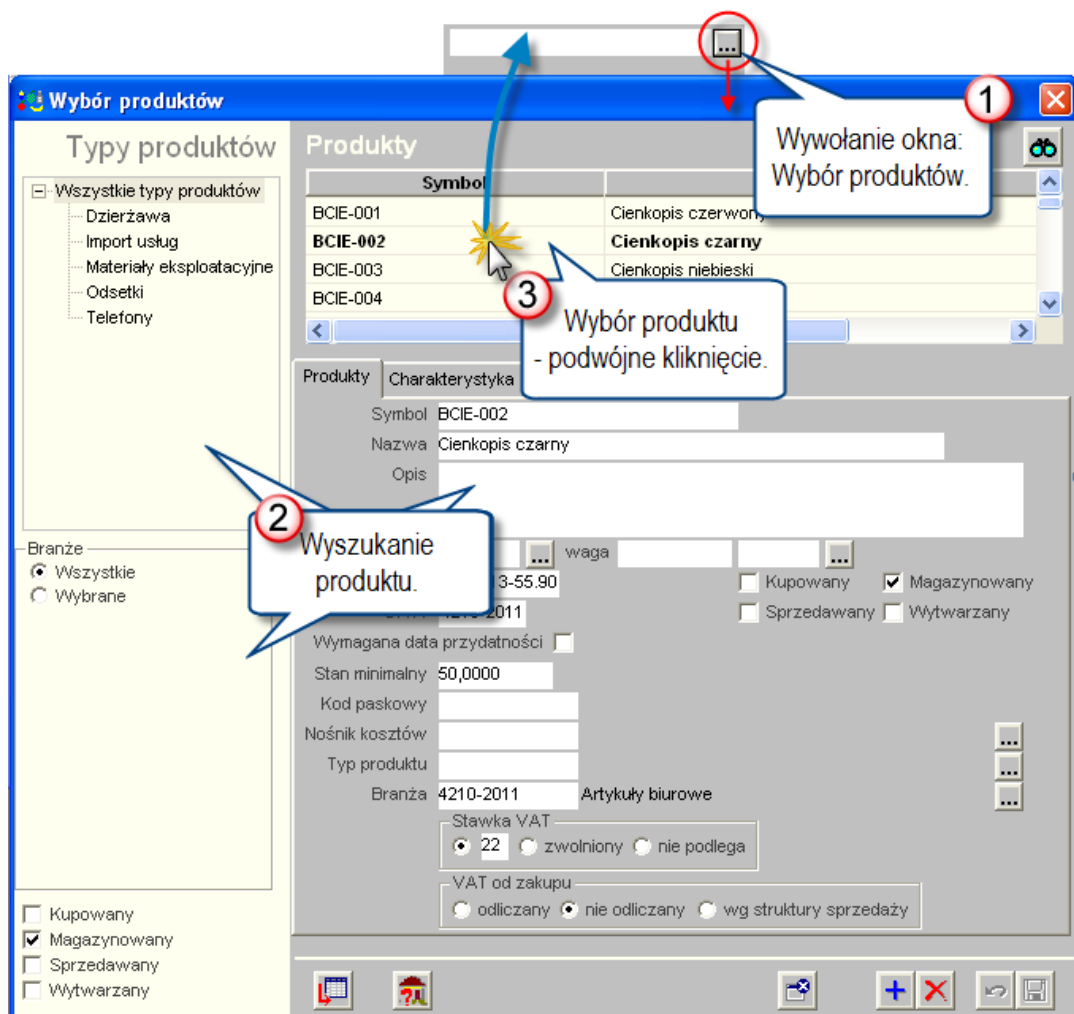 ...
1
Wybór produktów
Wywołanie okna:
Wybór produktów.
Typy produktów
Produkty
Symbol
Wszystkie typy produktów
Dzierżawa
Import usług
Materiały eksploatacyjne
Odsetki
Telefony
BCIE-001 Cienkopis czerwony
BCIE-002 Cienkopis czarny
BCIE-003 Cienkopis niebieski
BCIE-004
3
Wybór produktu
- podwójne kliknięcie.
Produkty Charakterystyka
Symbol BCIE-002
Nazwa Cienkopis czarny
Opis
2
Wyszukanie
produktu.
Branże
Wszystkie
Wybrane
... waga ...
3-55.90 Kupowany Magazynowany
4210-2011 Sprzedawany Wytwarzany
Wymagana data przydatności
Stan minimalny 50,0000
Kod paskowy
Nośnik kosztów ...
Typ produktu ...
Branża 4210-2011 Artykuły biurowe ...
Stawka VAT
22 zwolniony nie podlega
VAT od zakupu
odliczany nie odliczany wg struktury sprzedaży
Kupowany
Magazynowany
Sprzedawany
Wytwarzany